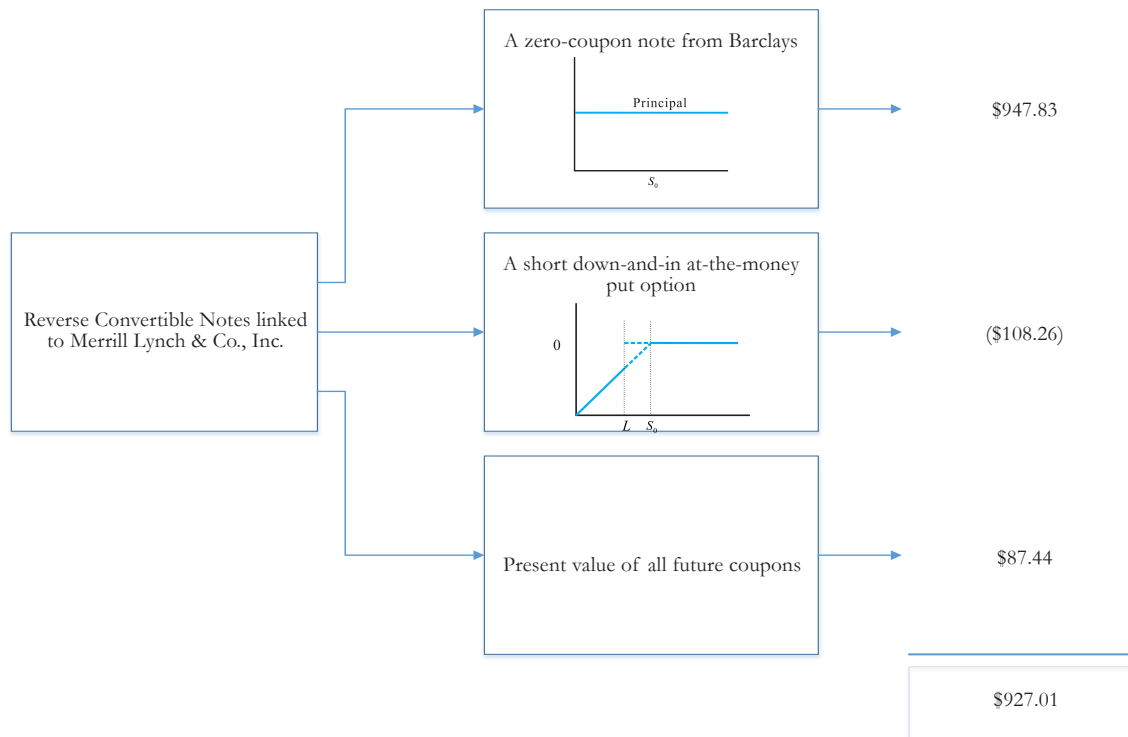 A zero-coupon note from Barclays
Principal
S₀
$947.83
Reverse Convertible Notes linked
to Merrill Lynch & Co., Inc.
A short down-and-in at-the-money
put option
0
L S₀
($108.26)
Present value of all future coupons
$87.44
$927.01